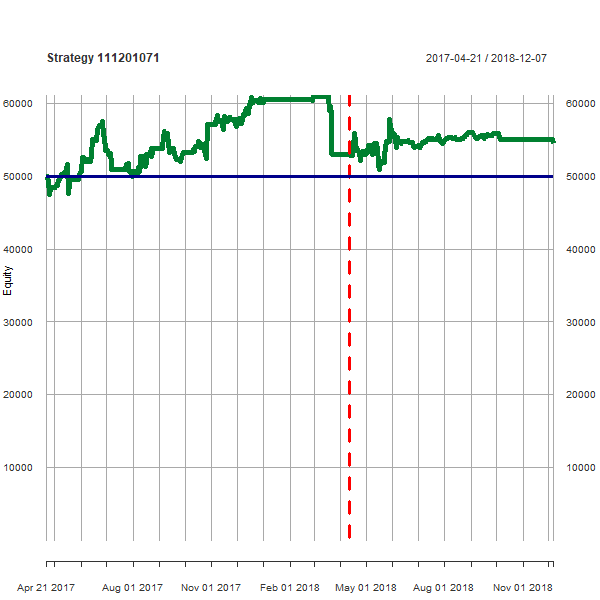 Strategy 111201071
2017-04-21 / 2018-12-07
60000
60000
50000
50000
40000
40000
Equity
30000
30000
20000
20000
10000
10000
Apr 21 2017
Aug 01 2017
Nov 01 2017
Feb 01 2018
May 01 2018
Aug 01 2018
Nov 01 2018